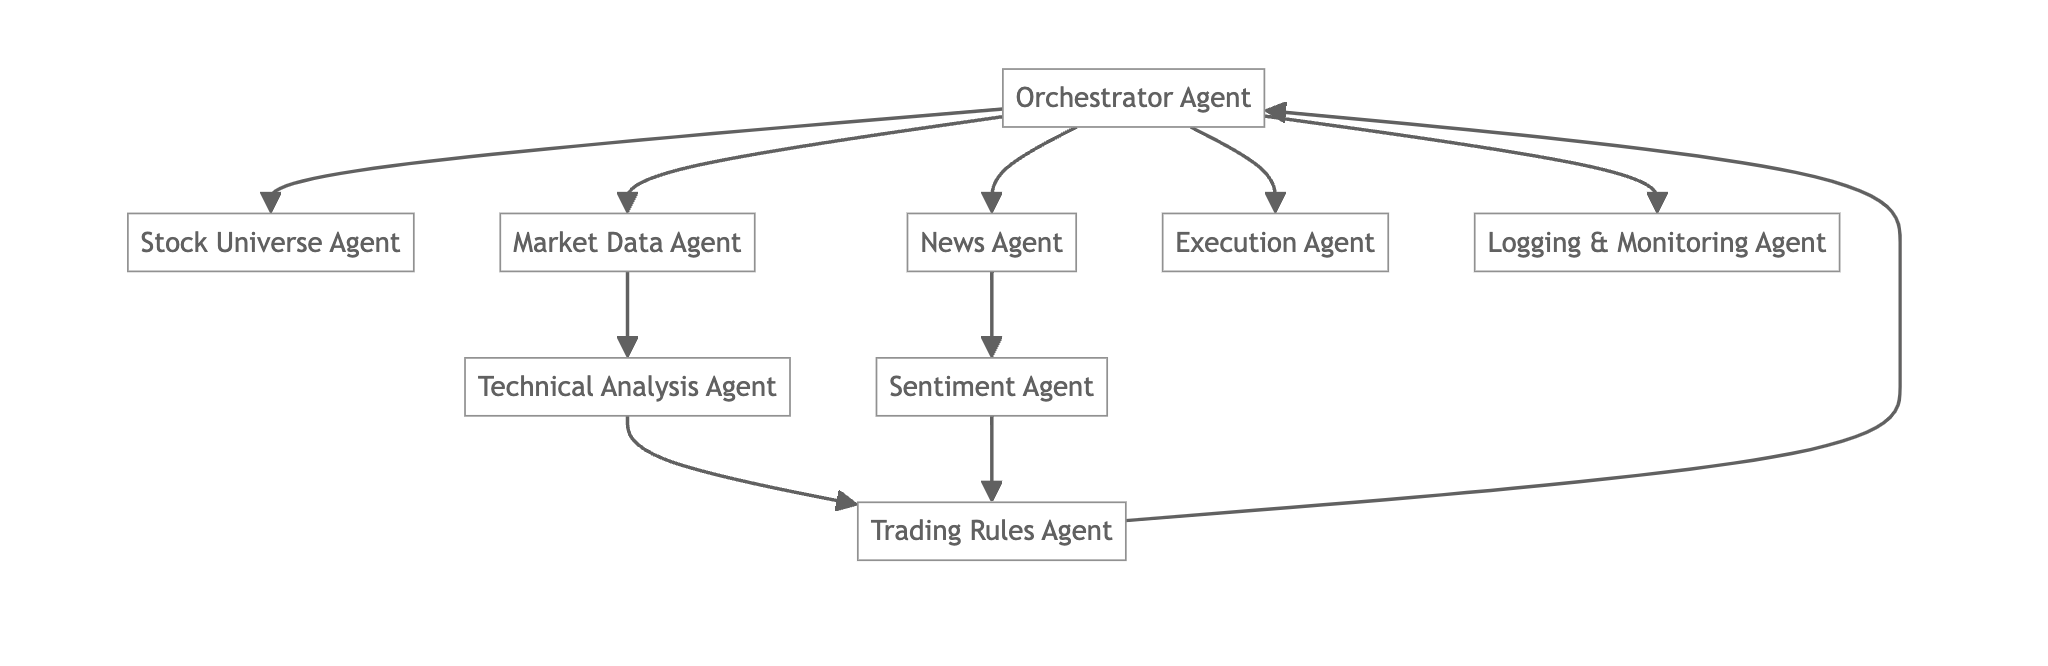 Orchestrator Agent
Stock Universe Agent
Market Data Agent
News Agent
Execution Agent
Logging & Monitoring Agent
Technical Analysis Agent
Sentiment Agent
Trading Rules Agent